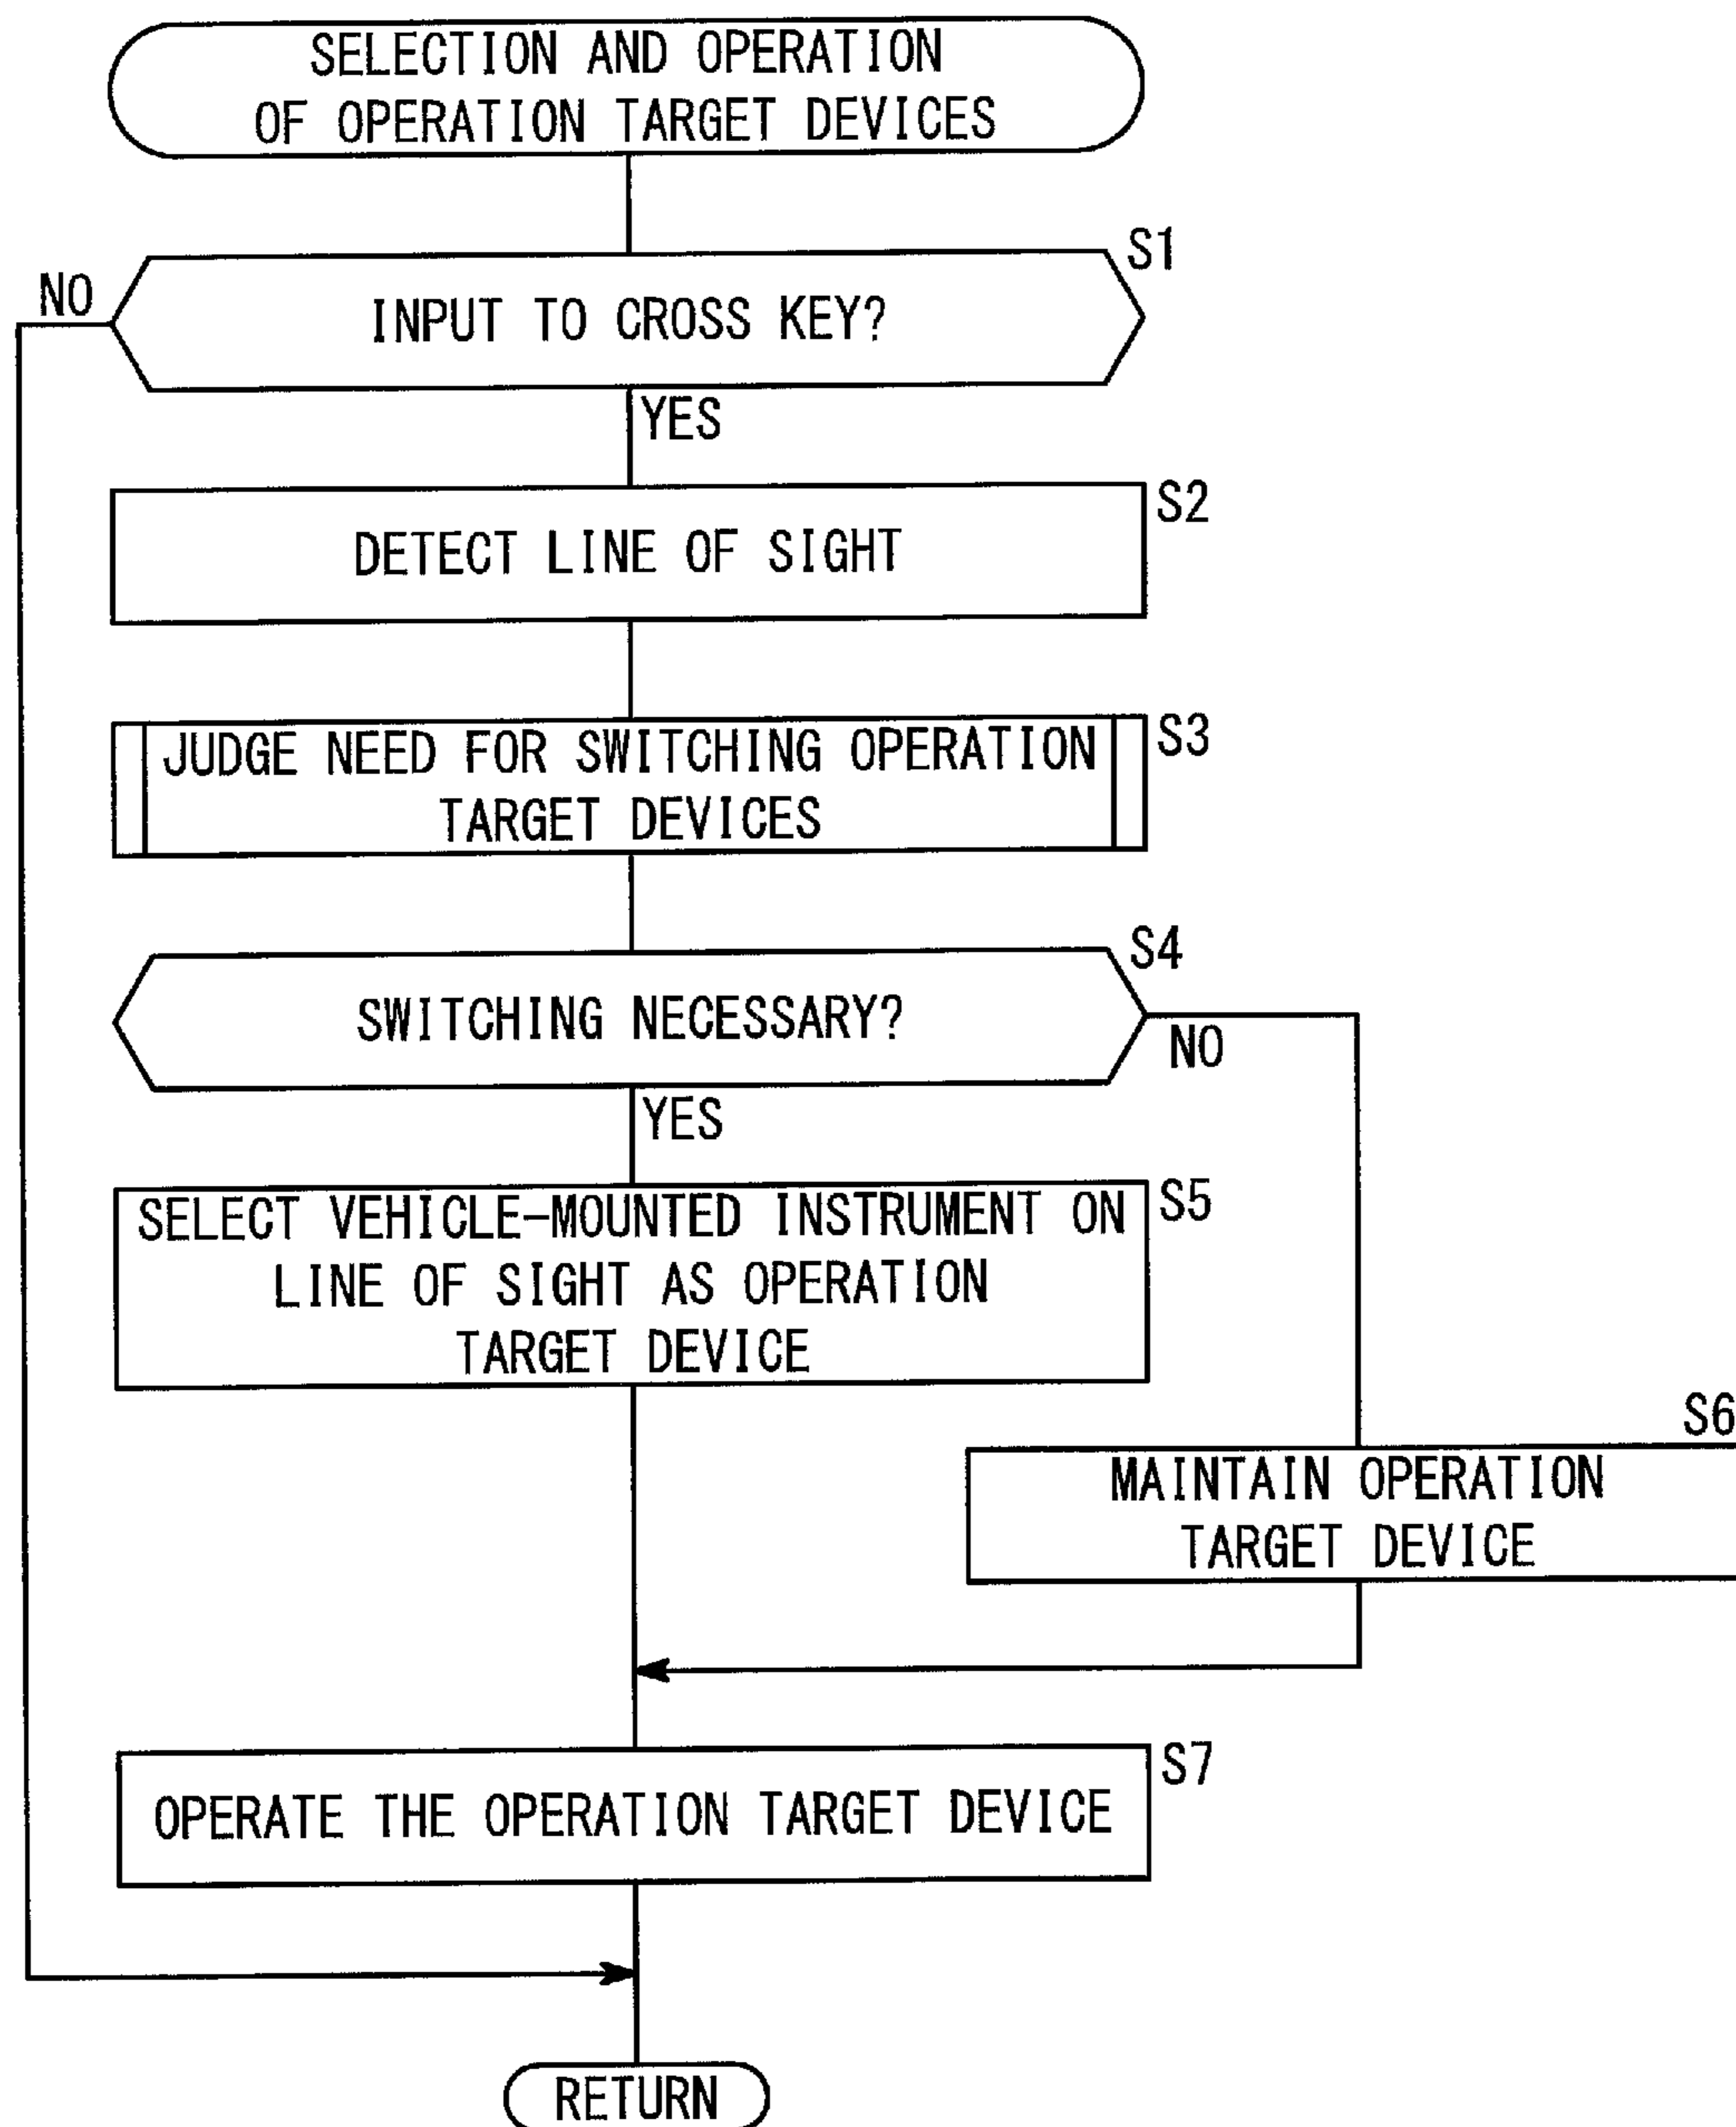 SELECTION AND OPERATION
OF OPERATION TARGET DEVICES
S1
NO
INPUT TO CROSS KEY?
YES
S2
DETECT LINE OF SIGHT
S3
JUDGE NEED FOR SWITCHING OPERATION
TARGET DEVICES
S4
SWITCHING NECESSARY?
NO
YES
S5
SELECT VEHICLE-MOUNTED INSTRUMENT ON
LINE OF SIGHT AS OPERATION
TARGET DEVICE
S6
MAINTAIN OPERATION
TARGET DEVICE
S7
OPERATE THE OPERATION TARGET DEVICE
RETURN